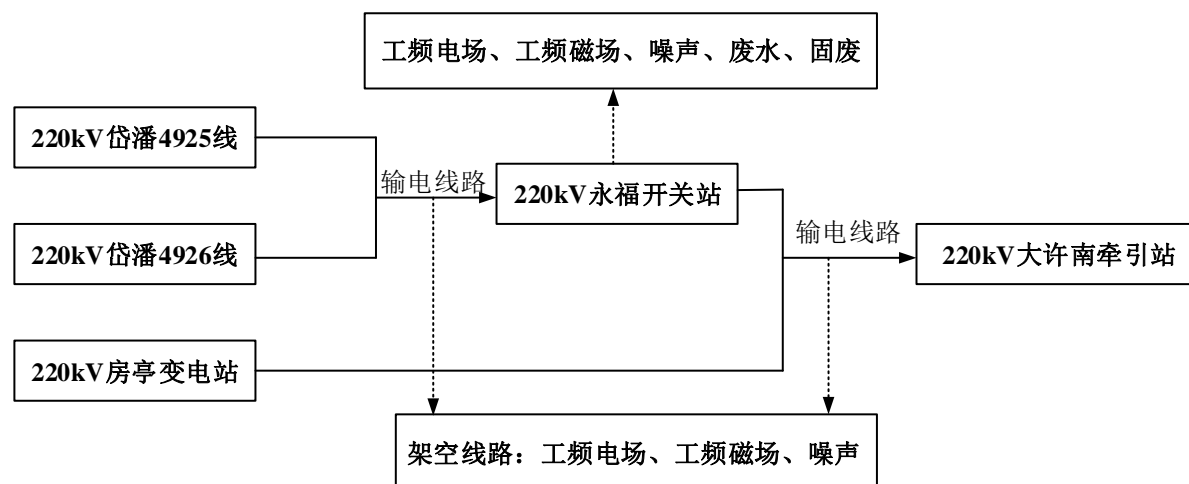 工频电场、工频磁场、噪声、废水、固废
220kV岱潘4925线
输电线路
220kV永福开关站
220kV岱潘4926线
输电线路
220kV大许南牵引站
220kV房亭变电站
架空线路：工频电场、工频磁场、噪声